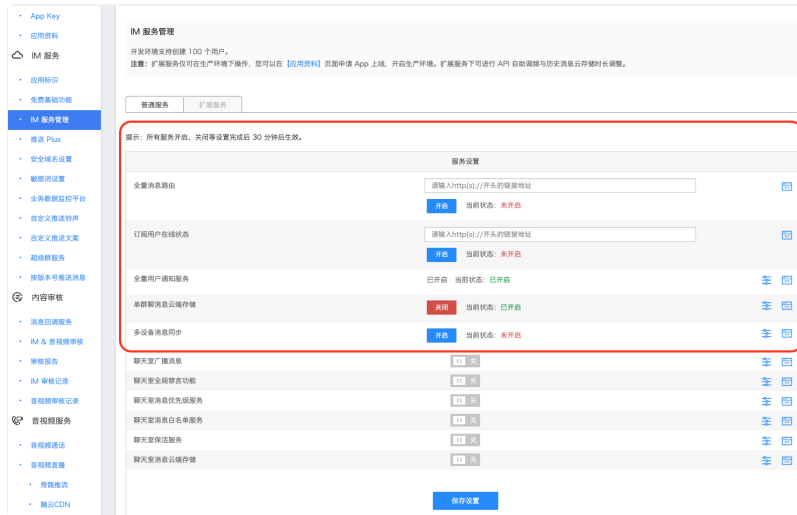 App Key
应用资料
IM 服务
应用标识
免费基础功能
IM 服务管理
推送 Plus
安全域名设置
敏感词设置
业务数据监控平台
自定义推送铃声
自定义推送文案
超级群服务
按版本号推送消息
内容审核
消息回调服务
IM & 音视频审核
审核报告
IM 审核记录
音视频审核记录
音视频服务
音视频通话
音视频直播
旁路推流
融云CDN
IM 服务管理
开发环境支持创建 100 个用户。
注意：扩展服务仅可在生产环境下操作，您可以在【应用资料】页面申请 App 上线，开启生产环境。扩展服务下可进行 API 自助调频与历史消息云存储时长调整。
普通服务 扩展服务
提示：所有服务开启、关闭等设置完成后 30 分钟后生效。
服务设置
全量消息路由 请输入http(s)://开头的链接地址
开启 当前状态：未开启
订阅用户在线状态 请输入http(s)://开头的链接地址
开启 当前状态：未开启
全量用户通知服务 已开启 当前状态：已开启
单群聊消息云端存储 关闭 当前状态：已开启
多设备消息同步 开启 当前状态：未开启
聊天室广播消息 关
聊天室全局禁言功能 关
聊天室消息优先级服务 关
聊天室消息白名单服务 关
聊天室保活服务 关
聊天室消息云端存储 关
保存设置